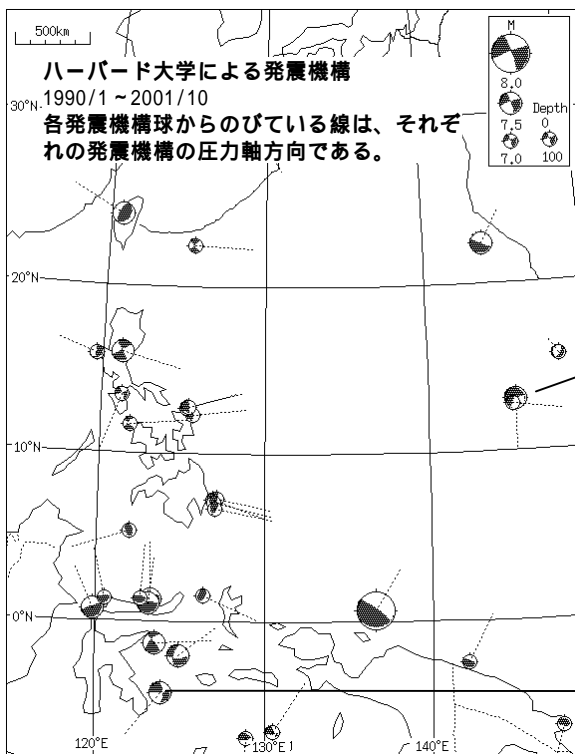 500km
ハーバード大学による発震機構
1990/1～2001/10
各発震機構球からのびている線は、それぞ
れの発震機構の圧力軸方向である。
M
8.0
7.5
7.0
Depth
0
100
30°N
20°N
10°N
0°N
120°E
130°E
140°E